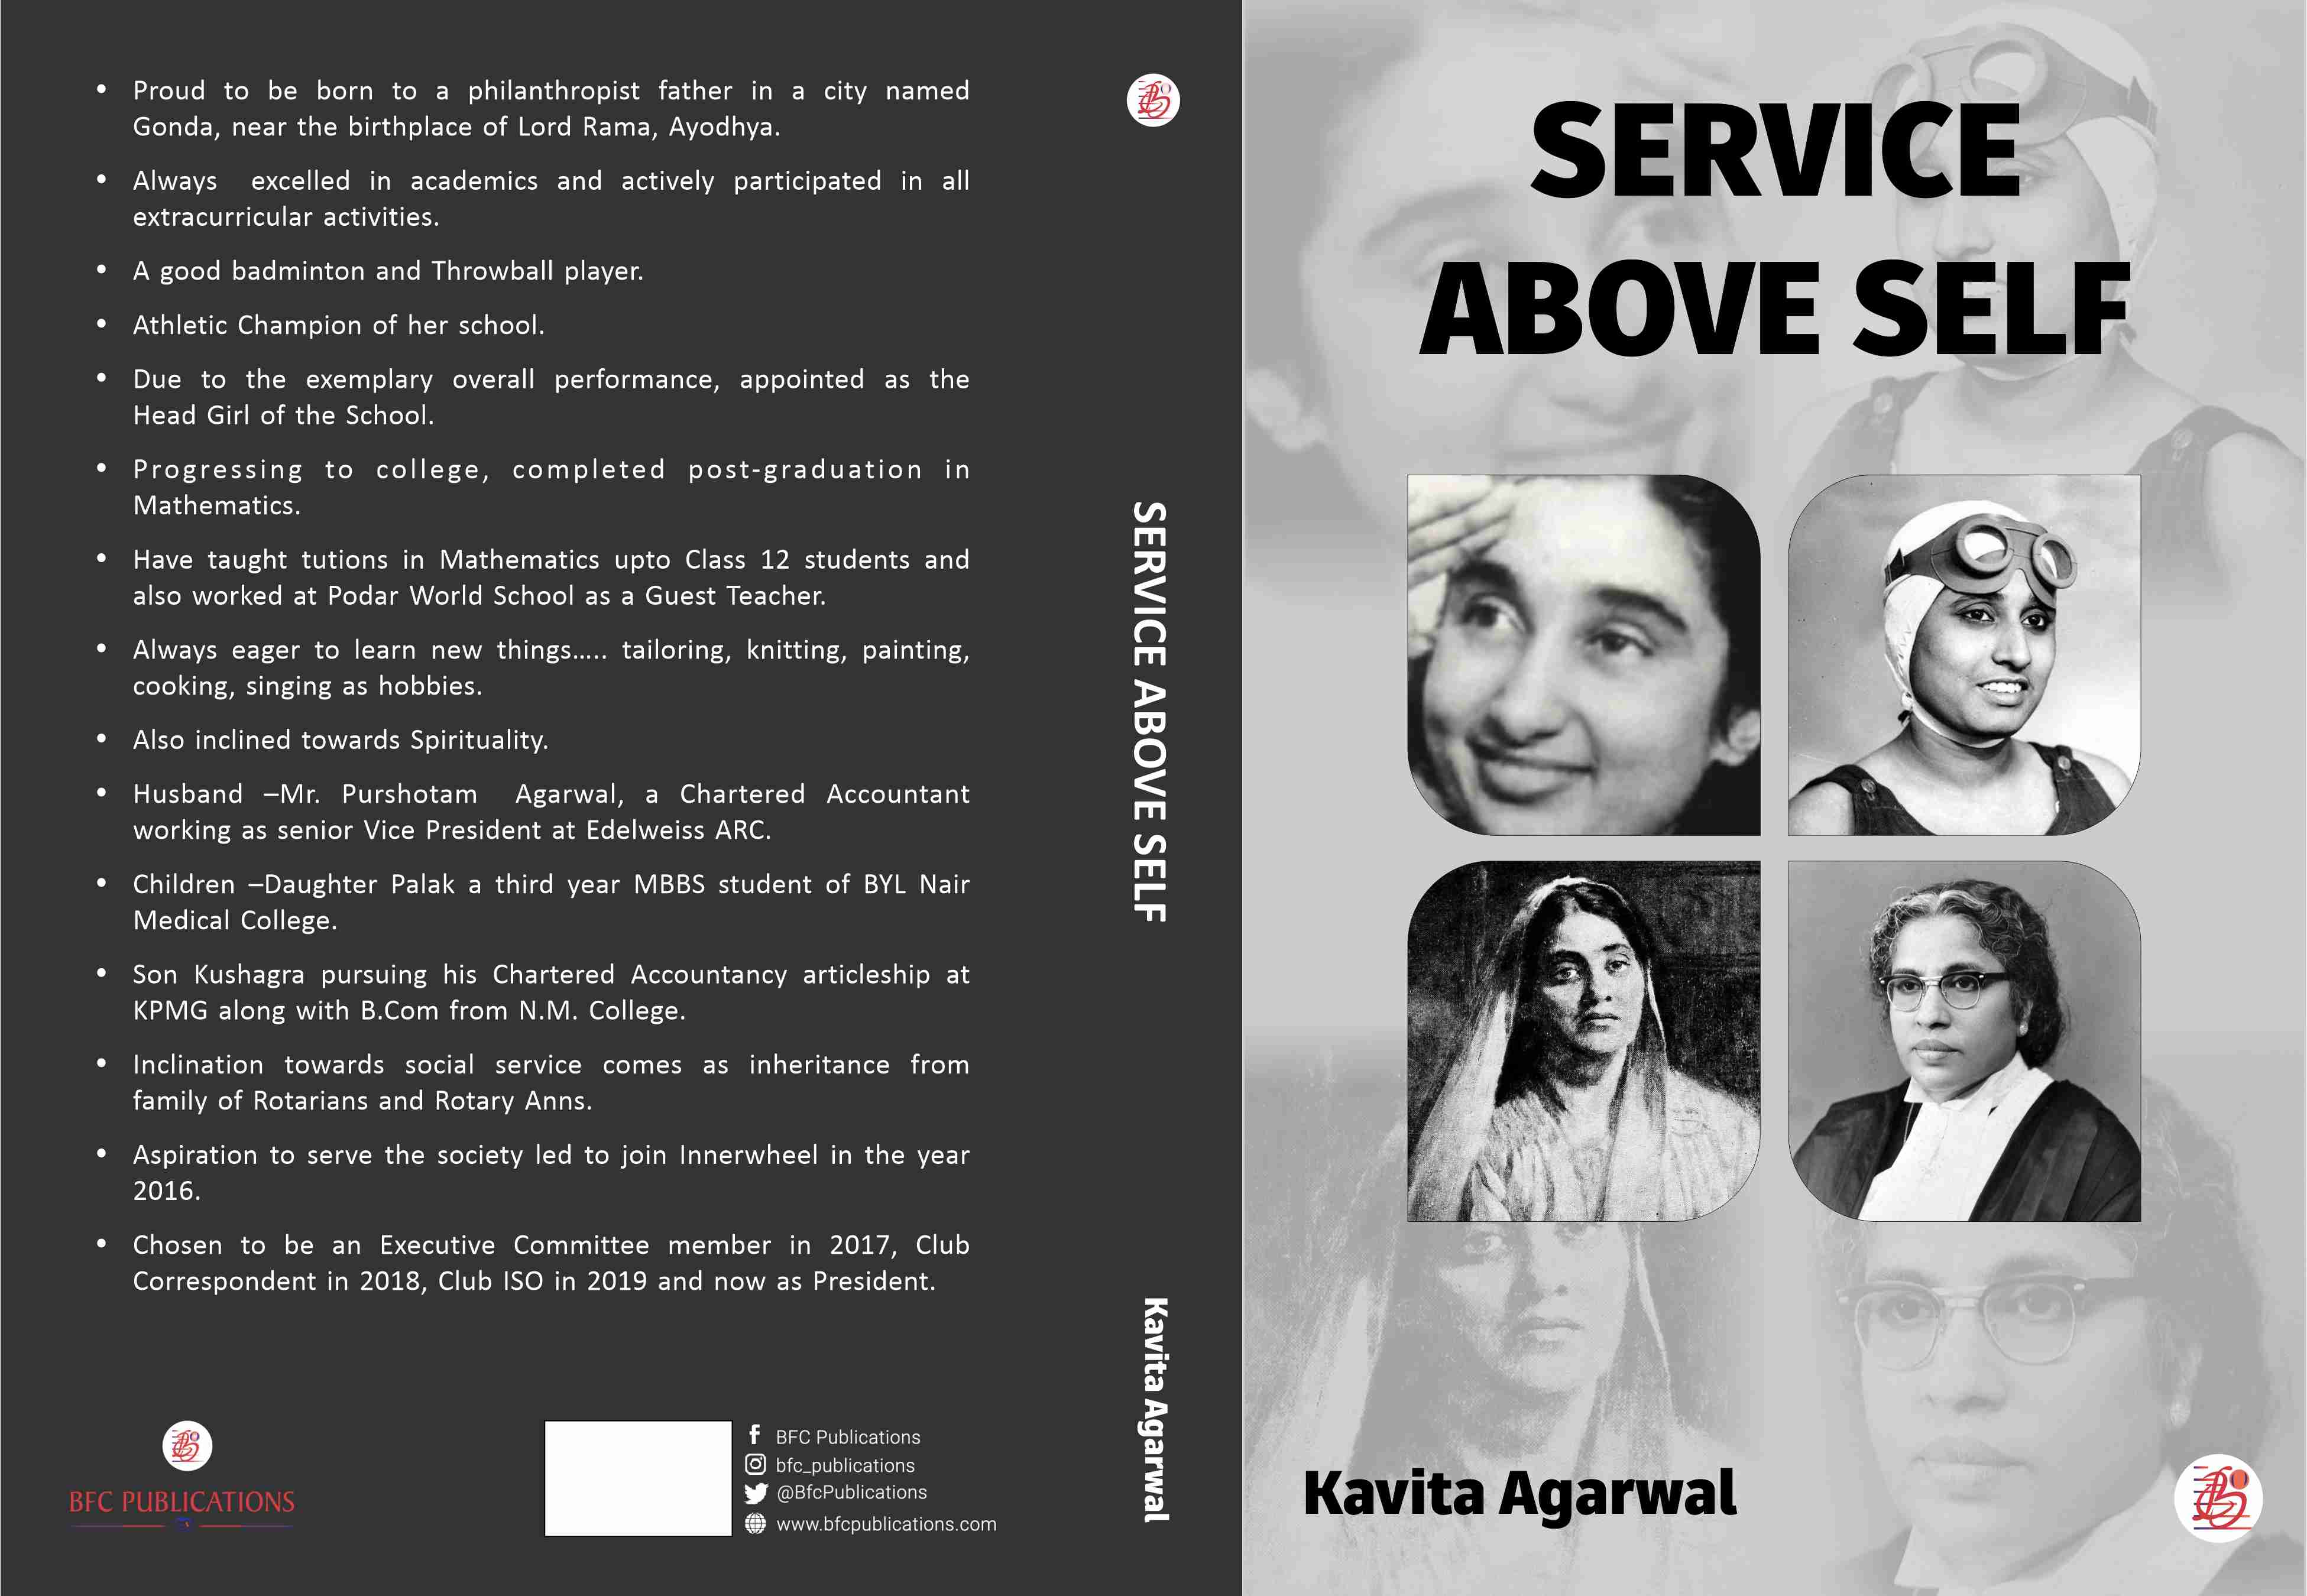 • Proud to be born to a philanthropist father in a city named
Gonda, near the birthplace of Lord Rama, Ayodhya.
• Always excelled in academics and actively participated in all
extracurricular activities.
• A good badminton and Throwball player.
• Athletic Champion of her school.
• Due to the exemplary overall performance, appointed as the
Head Girl of the School.
• Progressing to college, completed post-graduation in
Mathematics.
• Have taught tutions in Mathematics upto Class 12 students and
also worked at Podar World School as a Guest Teacher.
• Always eager to learn new things..... tailoring, knitting, painting,
cooking, singing as hobbies.
• Also inclined towards Spirituality.
• Husband –Mr. Purshotam Agarwal, a Chartered Accountant
working as senior Vice President at Edelweiss ARC.
• Children –Daughter Palak a third year MBBS student of BYL Nair
Medical College.
• Son Kushagra pursuing his Chartered Accountancy articleship at
KPMG along with B.Com from N.M. College.
• Inclination towards social service comes as inheritance from
family of Rotarians and Rotary Anns.
• Aspiration to serve the society led to join Innerwheel in the year
2016.
• Chosen to be an Executive Committee member in 2017, Club
Correspondent in 2018, Club ISO in 2019 and now as President.
BFC PUBLICATIONS
BFC Publications
bfc_publications
@BfcPublications
www.bfcpublications.com
SERVICE ABOVE SELF
Kavita Agarwal
SERVICE
ABOVE SELF
Kavita Agarwal